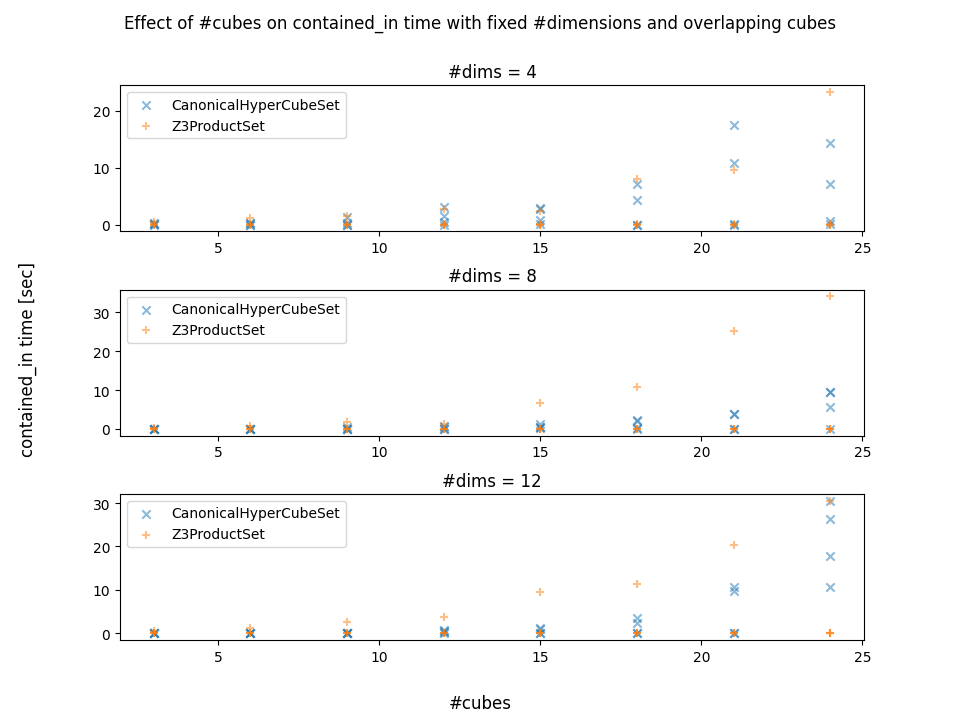 Effect of #cubes on contained_in time with fixed #dimensions and overlapping cubes
#dims = 4
CanonicalHyperCubeSet
Z3ProductSet
20
10
0
5 10 15 20 25
#dims = 8
CanonicalHyperCubeSet
Z3ProductSet
30
20
10
0
5 10 15 20 25
contained_in time [sec]
#dims = 12
CanonicalHyperCubeSet
Z3ProductSet
30
20
10
0
5 10 15 20 25
#cubes